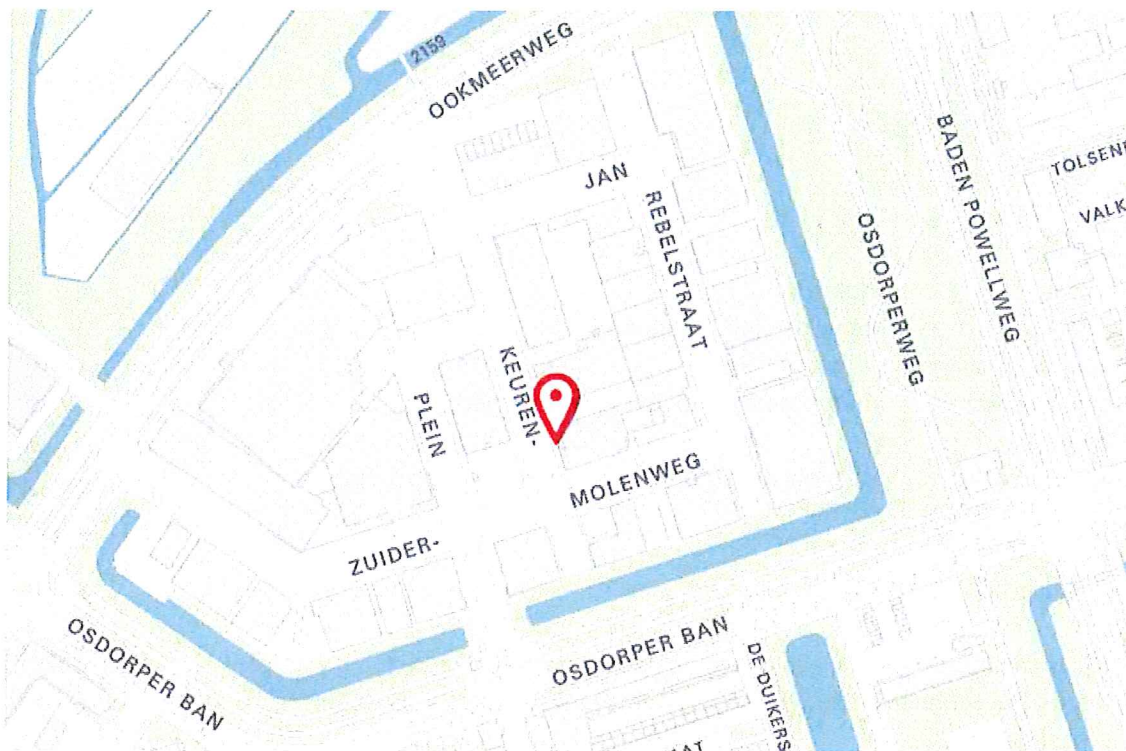 2159
OOKMEERWEG
JAN
REBELSTRAAT
BADEN POWELLWEG
TOLSEN
VALK
OSDORPERWEG
KEUREN-
PLEIN
MOLENWEG
ZUIDER-
OSDORPER BAN
OSDORPER BAN
DE DUIKERS
AT